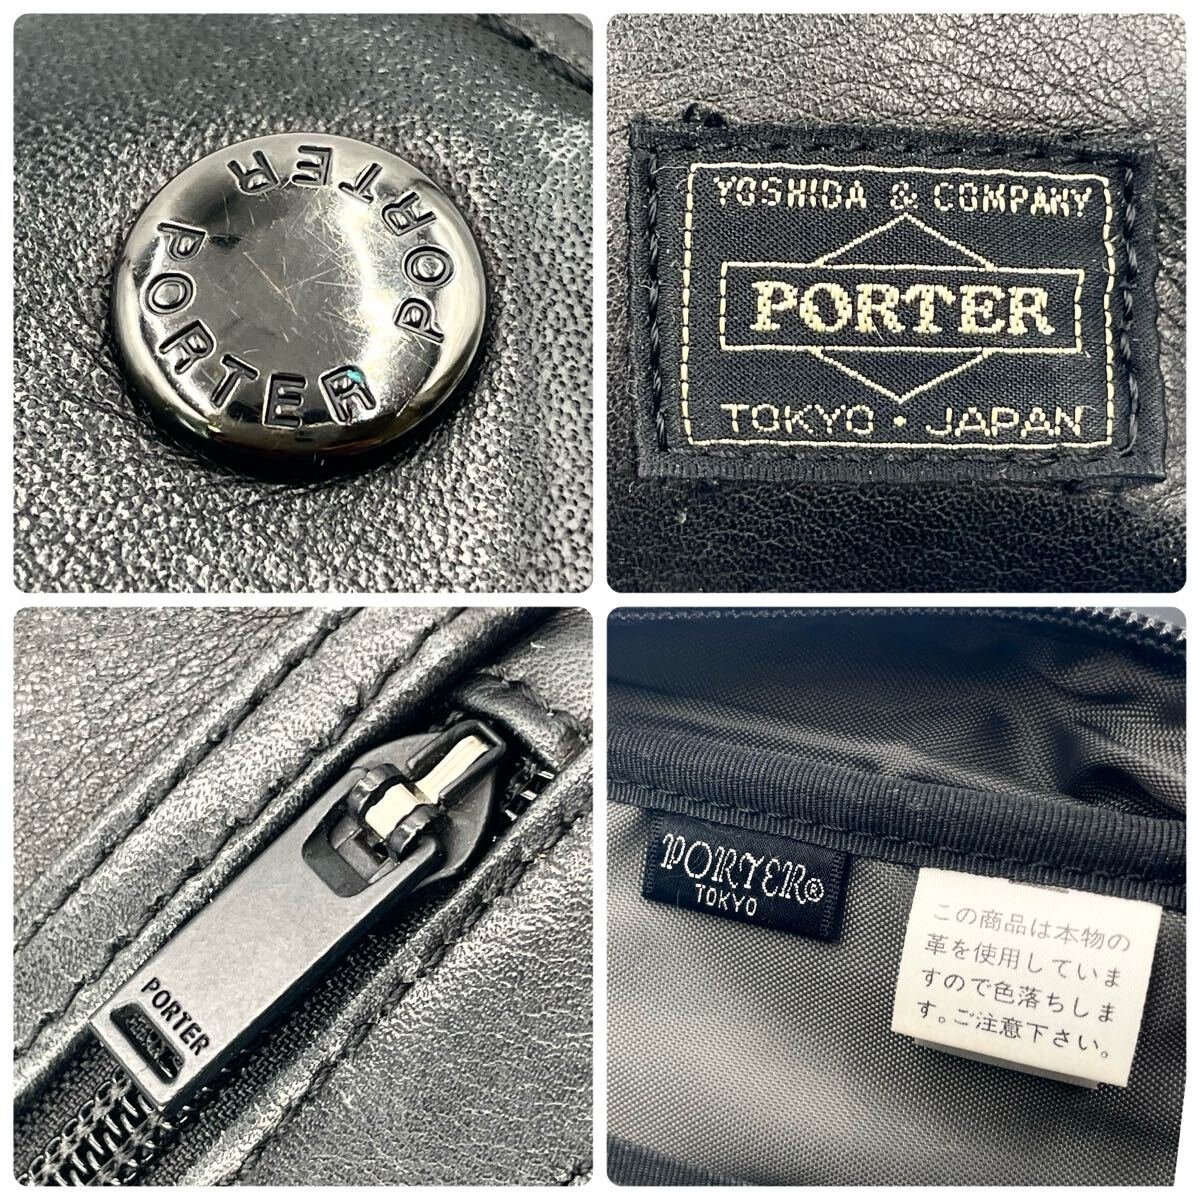 PORTER PORTER PORTER
YOSHIDA & COMPANY
PORTER
TOKYO・JAPAN
PORTER
PORTER®
TOKYO
この商品は本物の
革を使用していま
すので色落ちしま
す。ご注意下さい。